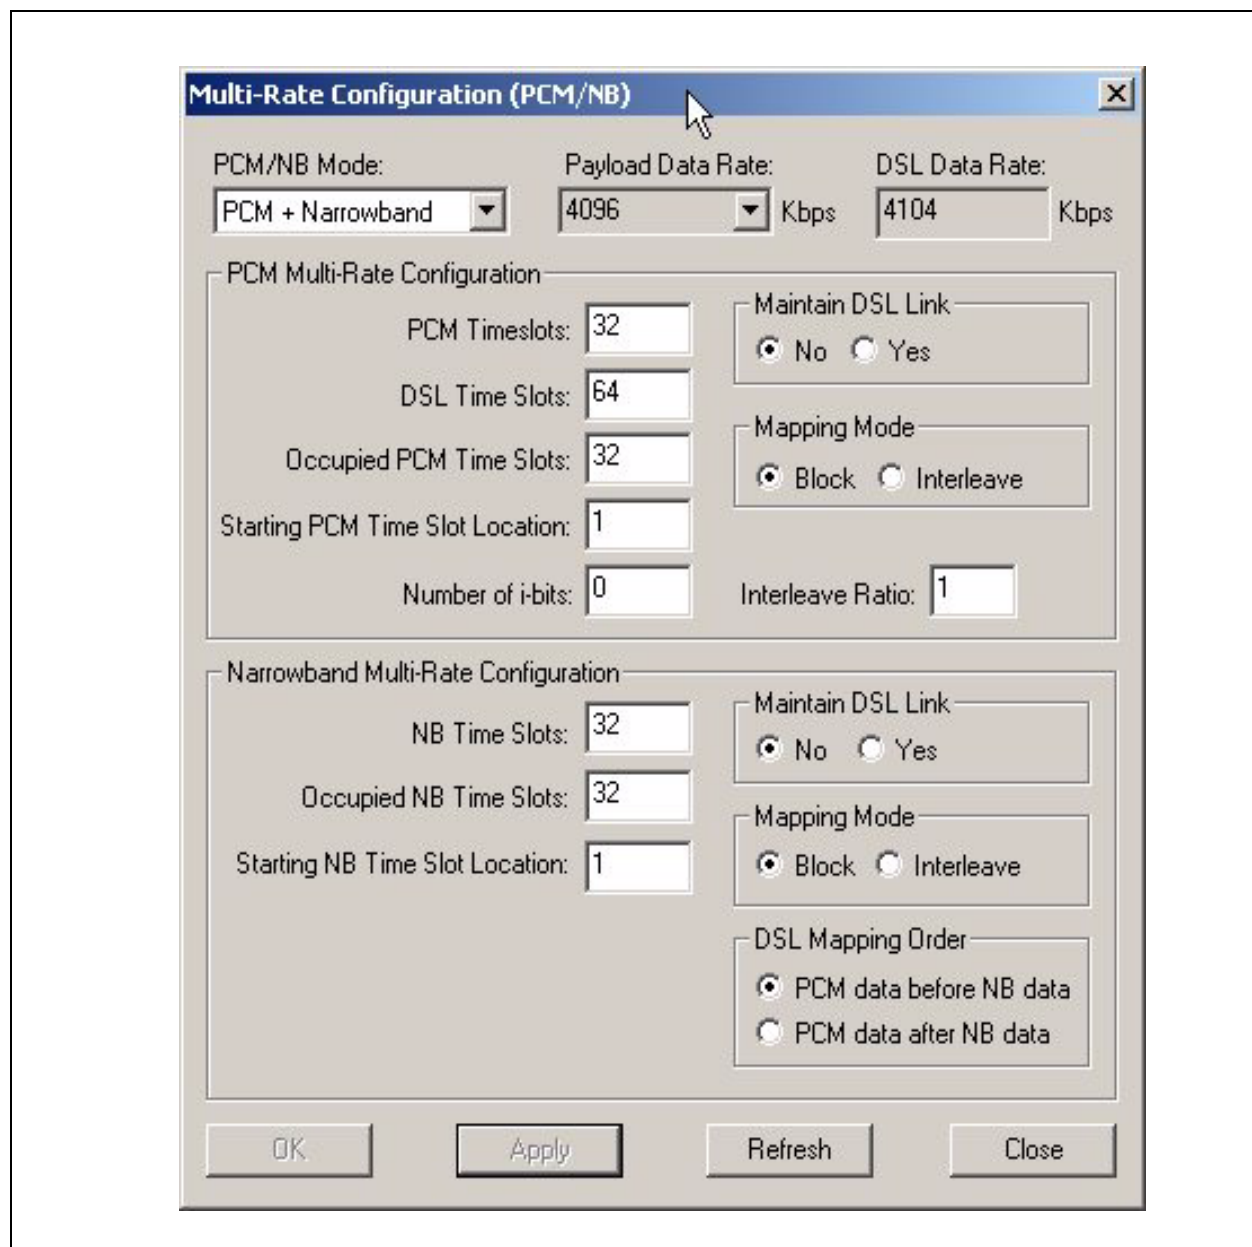 Multi-Rate Configuration (PCM/NB)
PCM/NB Mode: Payload Data Rate: DSL Data Rate:
PCM + Narrowband 4096 Kbps 4104 Kbps
PCM Multi-Rate Configuration
PCM Timeslots: 32
DSL Time Slots: 64
Occupied PCM Time Slots: 32
Starting PCM Time Slot Location: 1
Number of i-bits: 0
Maintain DSL Link
No Yes
Mapping Mode
Block Interleave
Interleave Ratio: 1
Narrowband Multi-Rate Configuration
NB Time Slots: 32
Occupied NB Time Slots: 32
Starting NB Time Slot Location: 1
Maintain DSL Link
No Yes
Mapping Mode
Block Interleave
DSL Mapping Order
PCM data before NB data
PCM data after NB data
OK Apply Refresh Close